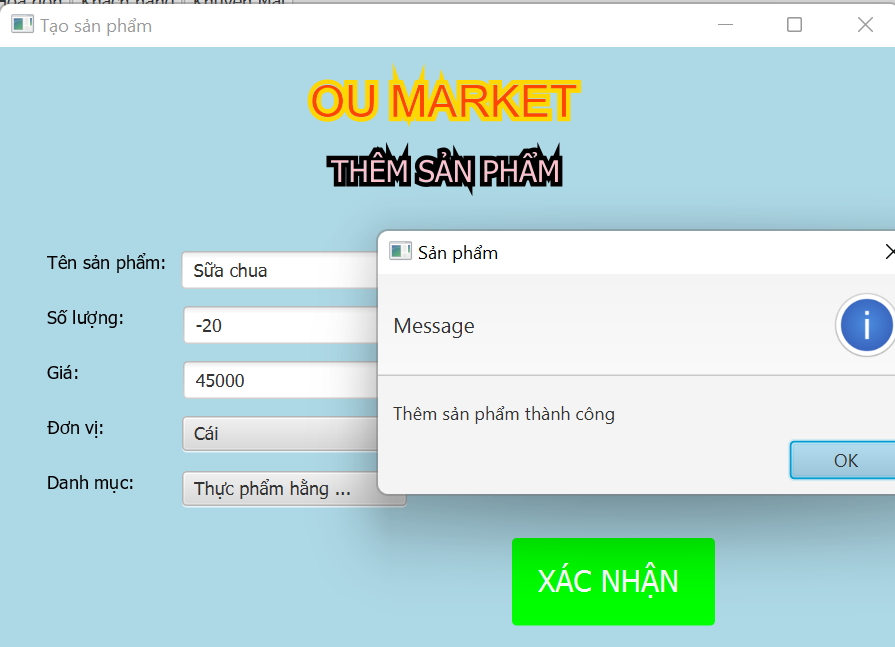 Tạo sản phẩm
OU MARKET
THÊM SẢN PHẨM
Tên sản phẩm: Sữa chua
Số lượng: -20
Giá: 45000
Đơn vị: Cái
Danh mục: Thực phẩm hằng ...
Sản phẩm
Message
Thêm sản phẩm thành công
OK
XÁC NHẬN